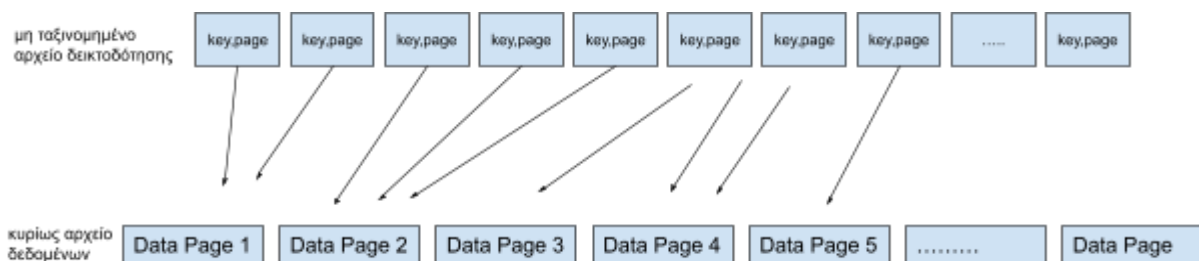 μη ταξινομημένο
αρχείο δεικτοδότησης
key,page
key,page
key,page
key,page
key,page
key,page
key,page
key,page
.....
key,page
κυρίως αρχείο
δεδομένων
Data Page 1
Data Page 2
Data Page 3
Data Page 4
Data Page 5
.........
Data Page